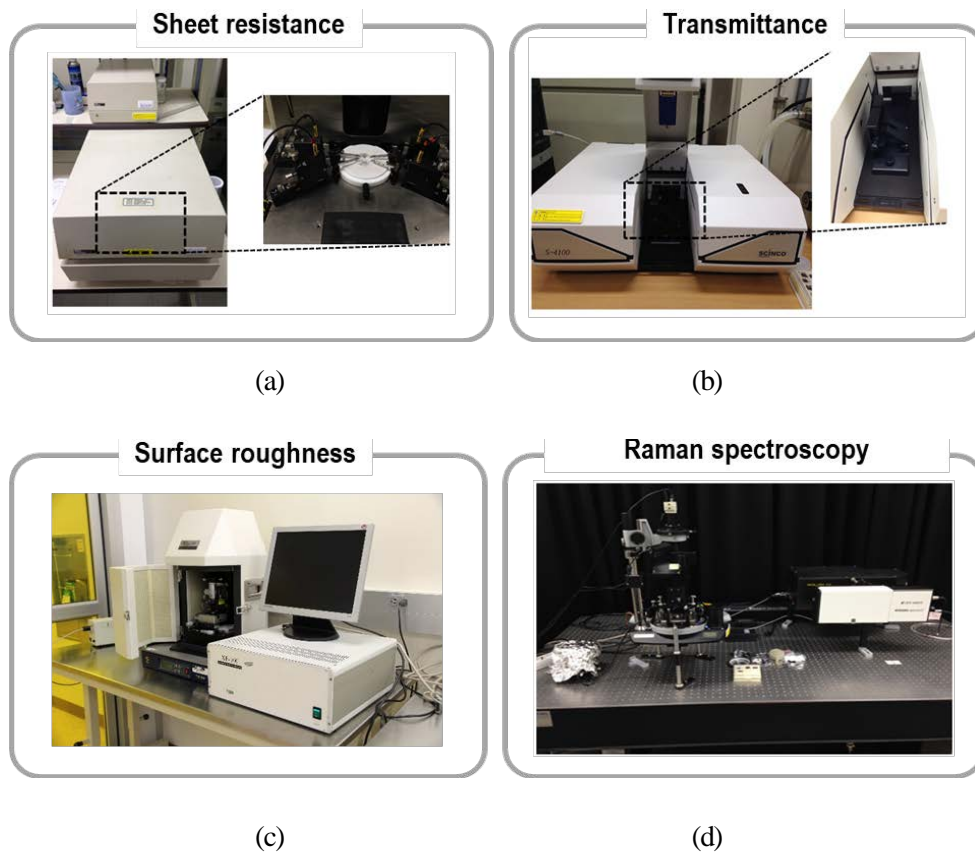 Sheet resistance
Transmittance
S-4100
SCINCO
(a)
(b)
Surface roughness
Raman spectroscopy
(c)
(d)